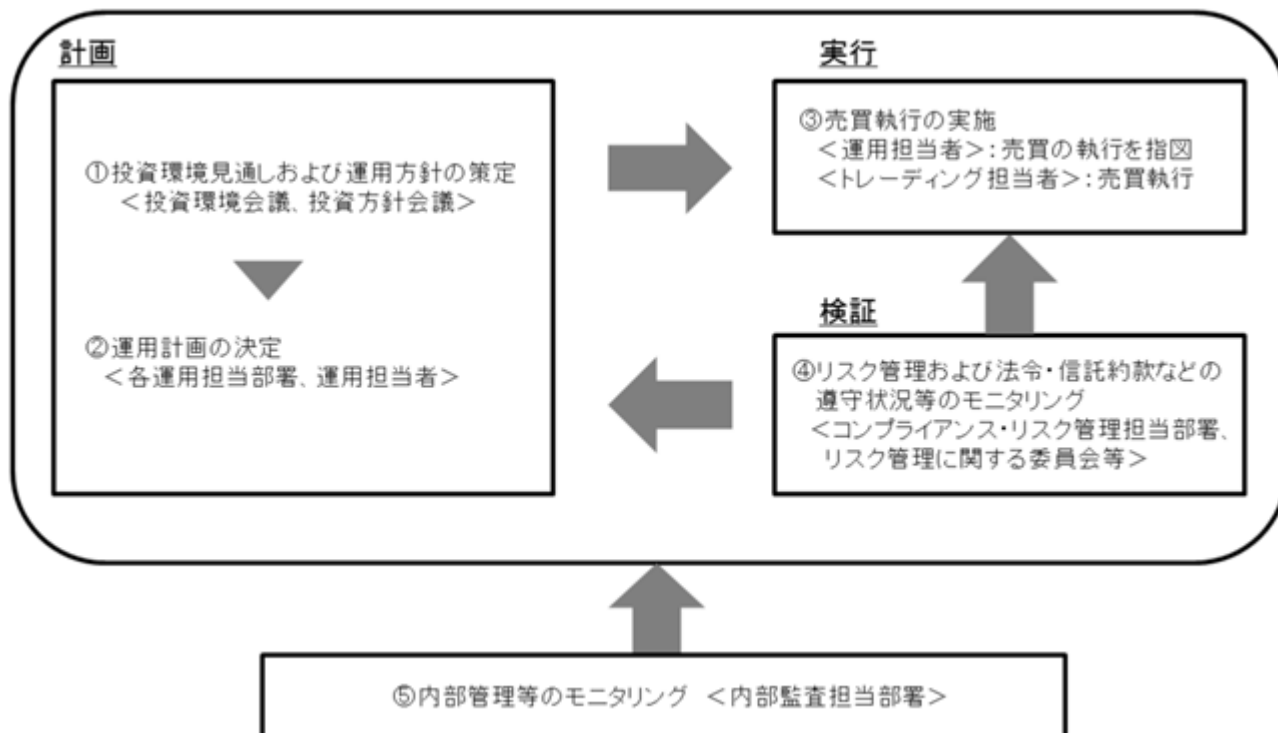 計画
①投資環境見通しおよび運用方針の策定
＜投資環境会議、投資方針会議＞
②運用計画の決定
＜各運用担当部署、運用担当者＞
実行
③売買執行の実施
＜運用担当者＞：売買の執行を指図
＜トレーディング担当者＞：売買執行
検証
④リスク管理および法令・信託約款などの
遵守状況等のモニタリング
＜コンプライアンス・リスク管理担当部署、
リスク管理に関する委員会等＞
⑤内部管理等のモニタリング ＜内部監査担当部署＞